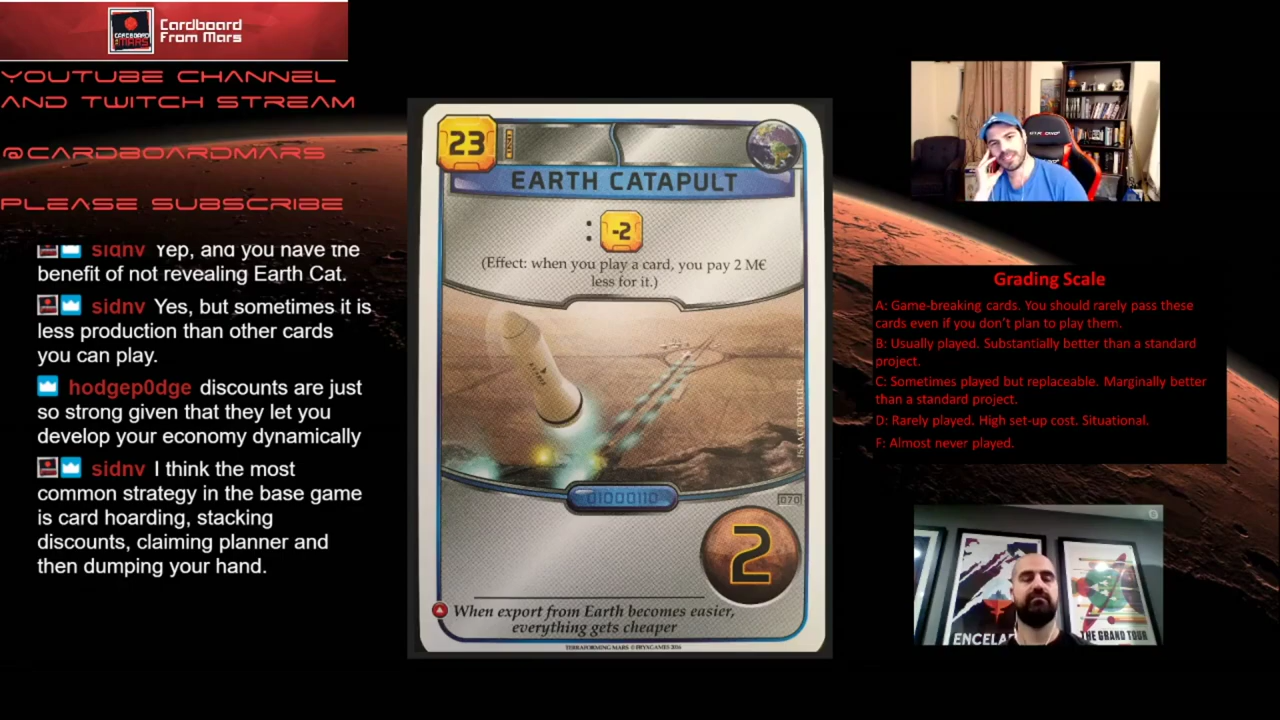 Cardboard
From Mars
YOUTUBE CHANNEL
AND TWITCH STREAM
@CARDBOARDMARS
PLEASE SUBSCRIBE
sidnv Yep, and you have the
benefit of not revealing Earth Cat.
sidnv Yes, but sometimes it is
less production than other cards
you can play.
hodgep0dge discounts are just
so strong given that they let you
develop your economy dynamically
sidnv I think the most
common strategy in the base game
is card hoarding, stacking
discounts, claiming planner and
then dumping your hand.
23
EARTH CATAPULT
: -2
(Effect: when you play a card, you pay 2 M€
less for it.)
ISAAC FRYXELIUS
01000110
070
2
When export from Earth becomes easier,
everything gets cheaper
TERRAFORMING MARS © FRYXGAMES 2016
Grading Scale
A: Game-breaking cards. You should rarely pass these
cards even if you don't plan to play them.
B: Usually played. Substantially better than a standard
project.
C: Sometimes played but replaceable. Marginally better
than a standard project.
D: Rarely played. High set-up cost. Situational.
F: Almost never played.
ENCELA
THE GRAND TOUR